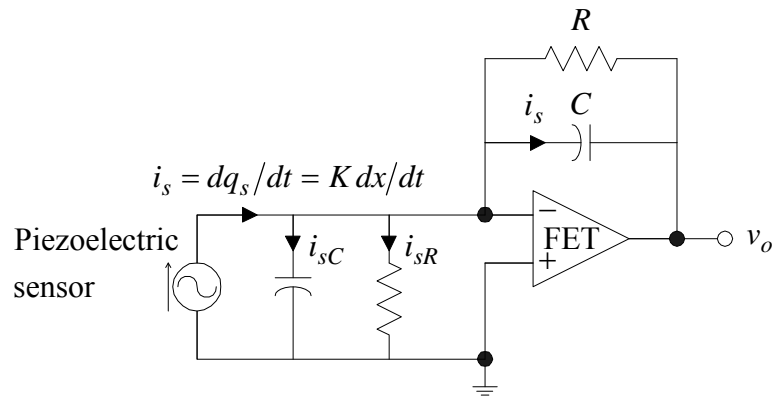 R
i_s C
i_s = dq_s/dt = K dx/dt
− FET +
Piezoelectric
sensor
i_sC
i_sR
v_o